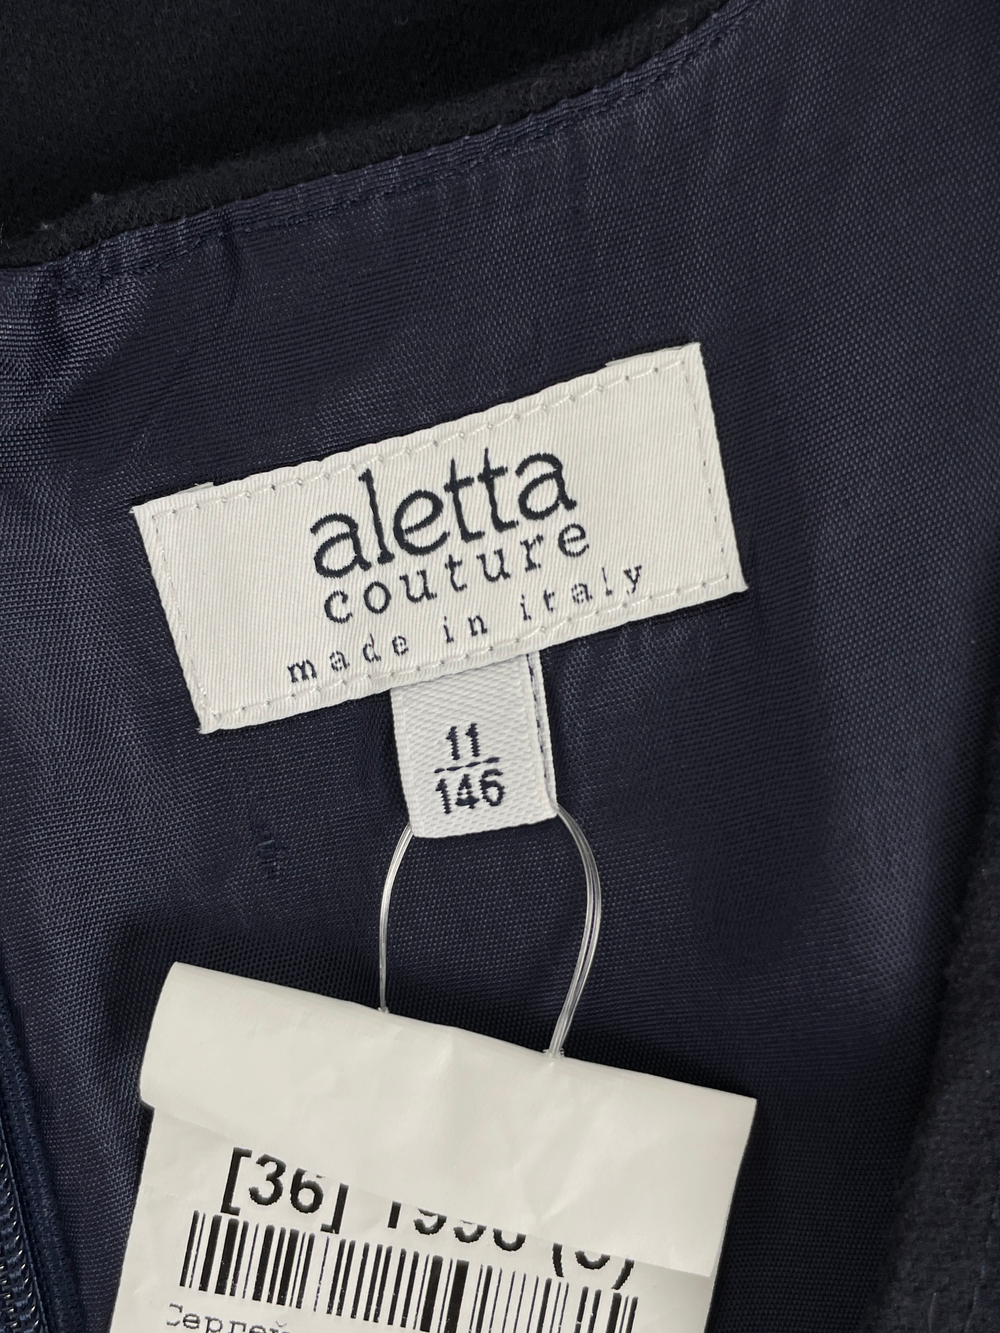 aletta
couture
made in italy
11
146
[36]